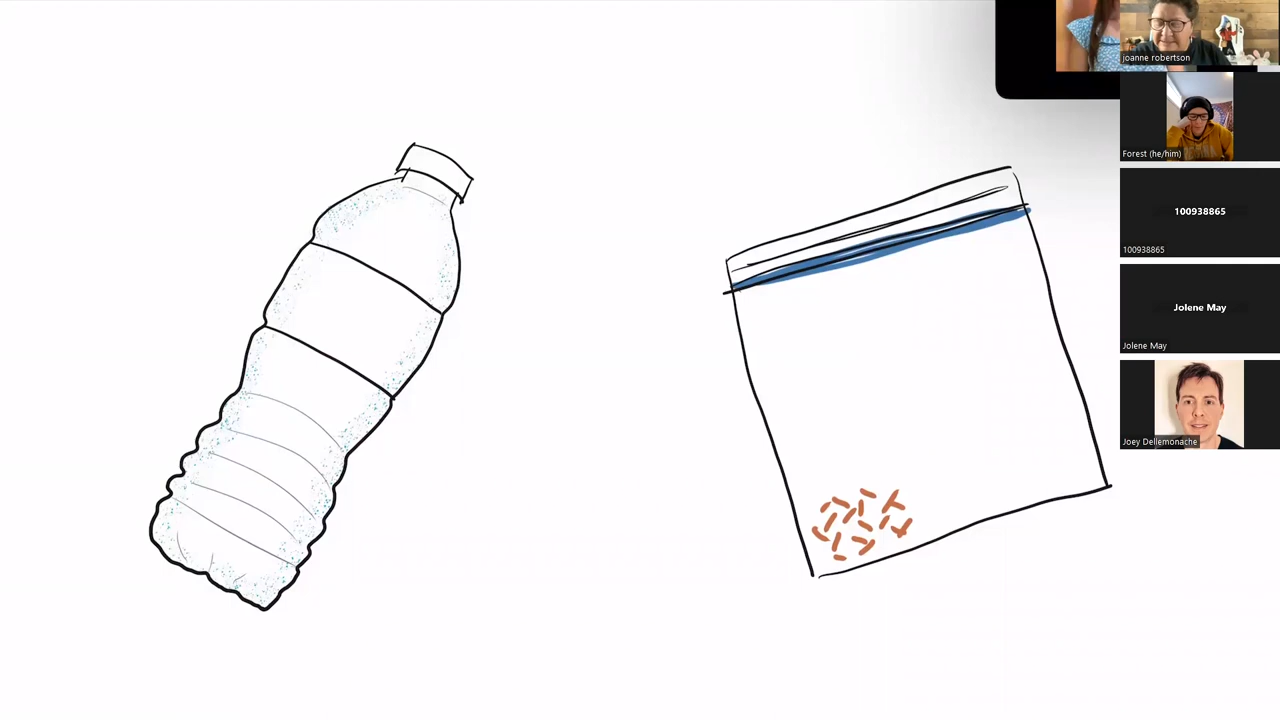 joanne robertson
Forest (he/him)
100938865
100938865
Jolene May
Jolene May
Joey Dellemonache